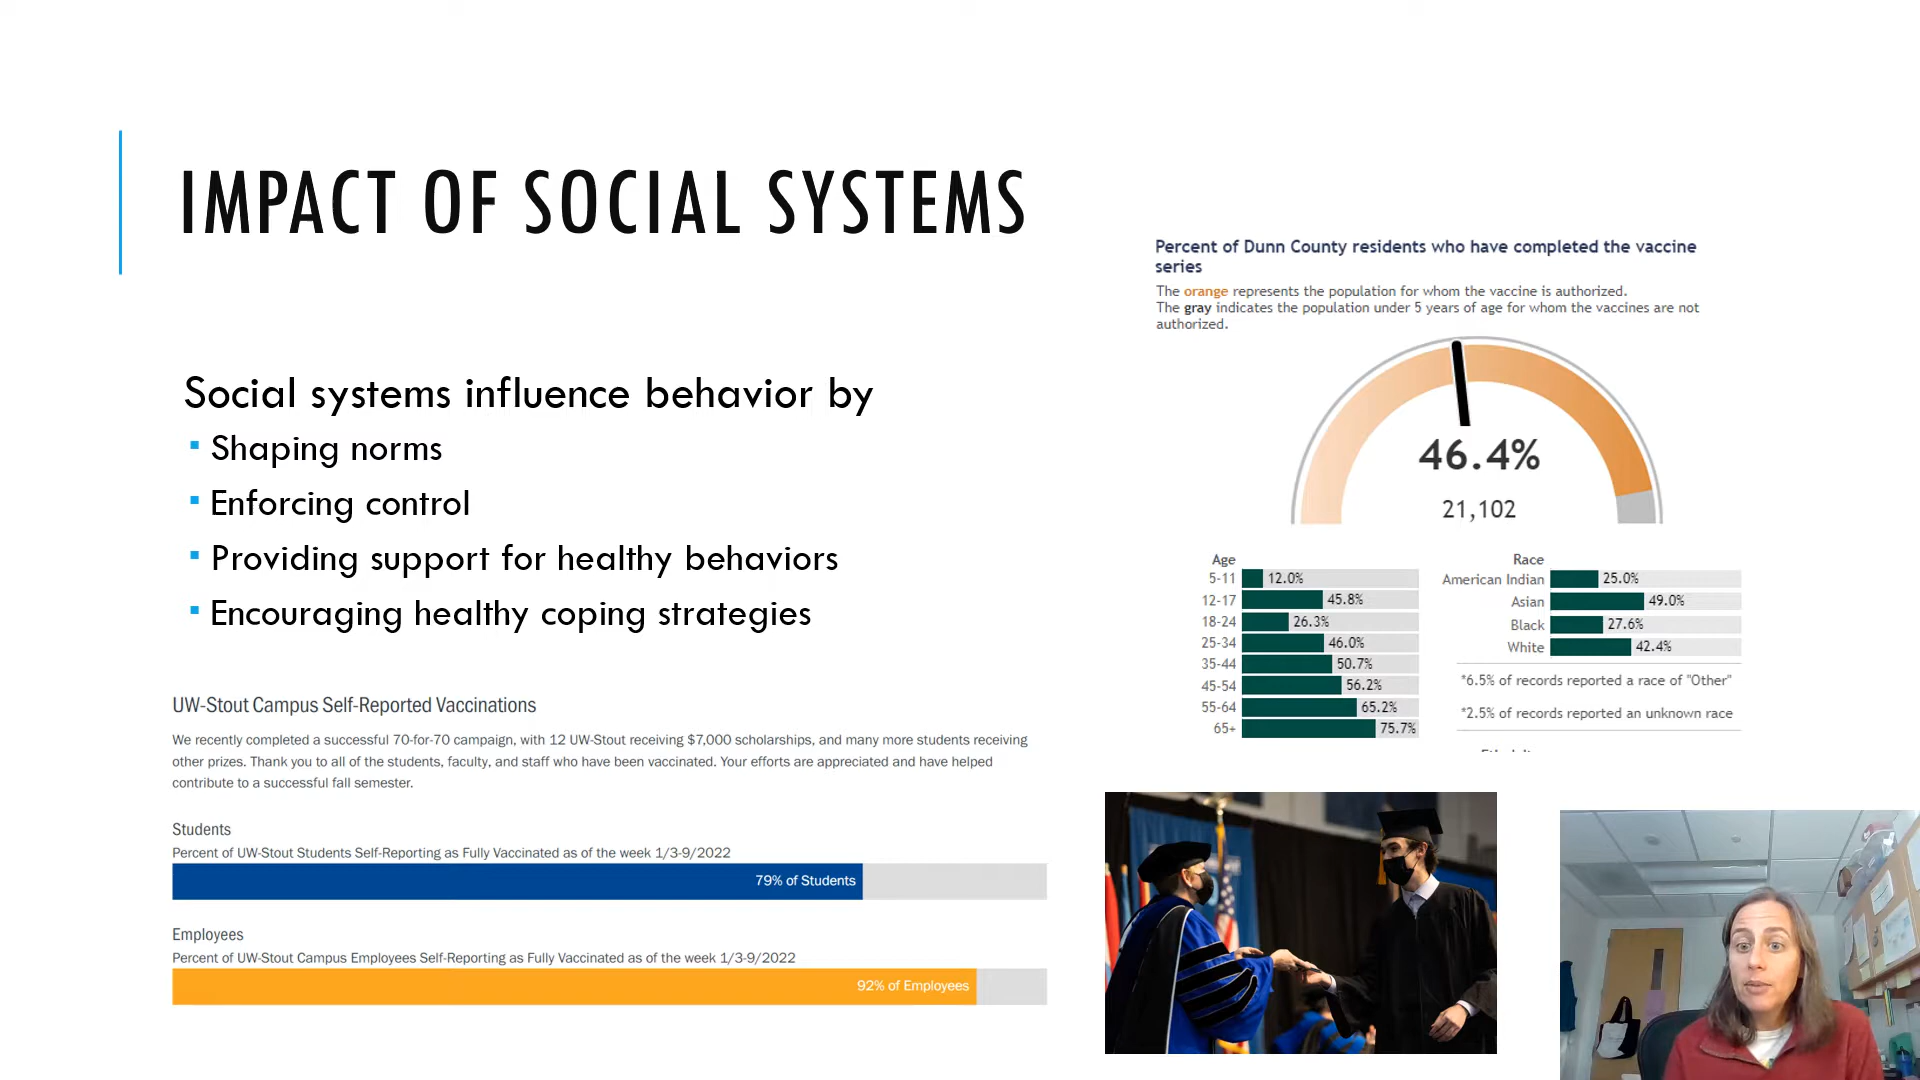 IMPACT OF SOCIAL SYSTEMS
Social systems influence behavior by
Shaping norms
Enforcing control
Providing support for healthy behaviors
Encouraging healthy coping strategies
UW-Stout Campus Self-Reported Vaccinations
We recently completed a successful 70-for-70 campaign, with 12 UW-Stout receiving $7,000 scholarships, and many more students receiving
other prizes. Thank you to all of the students, faculty, and staff who have been vaccinated. Your efforts are appreciated and have helped
contribute to a successful fall semester.
Students
Percent of UW-Stout Students Self-Reporting as Fully Vaccinated as of the week 1/3-9/2022
79% of Students
Employees
Percent of UW-Stout Campus Employees Self-Reporting as Fully Vaccinated as of the week 1/3-9/2022
92% of Employees
Percent of Dunn County residents who have completed the vaccine
series
The orange represents the population for whom the vaccine is authorized.
The gray indicates the population under 5 years of age for whom the vaccines are not
authorized.
46.4%
21,102
Age
5-11 12.0%
12-17 45.8%
18-24 26.3%
25-34 46.0%
35-44 50.7%
45-54 56.2%
55-64 65.2%
65+ 75.7%
Race
American Indian 25.0%
Asian 49.0%
Black 27.6%
White 42.4%
*6.5% of records reported a race of "Other"
*2.5% of records reported an unknown race